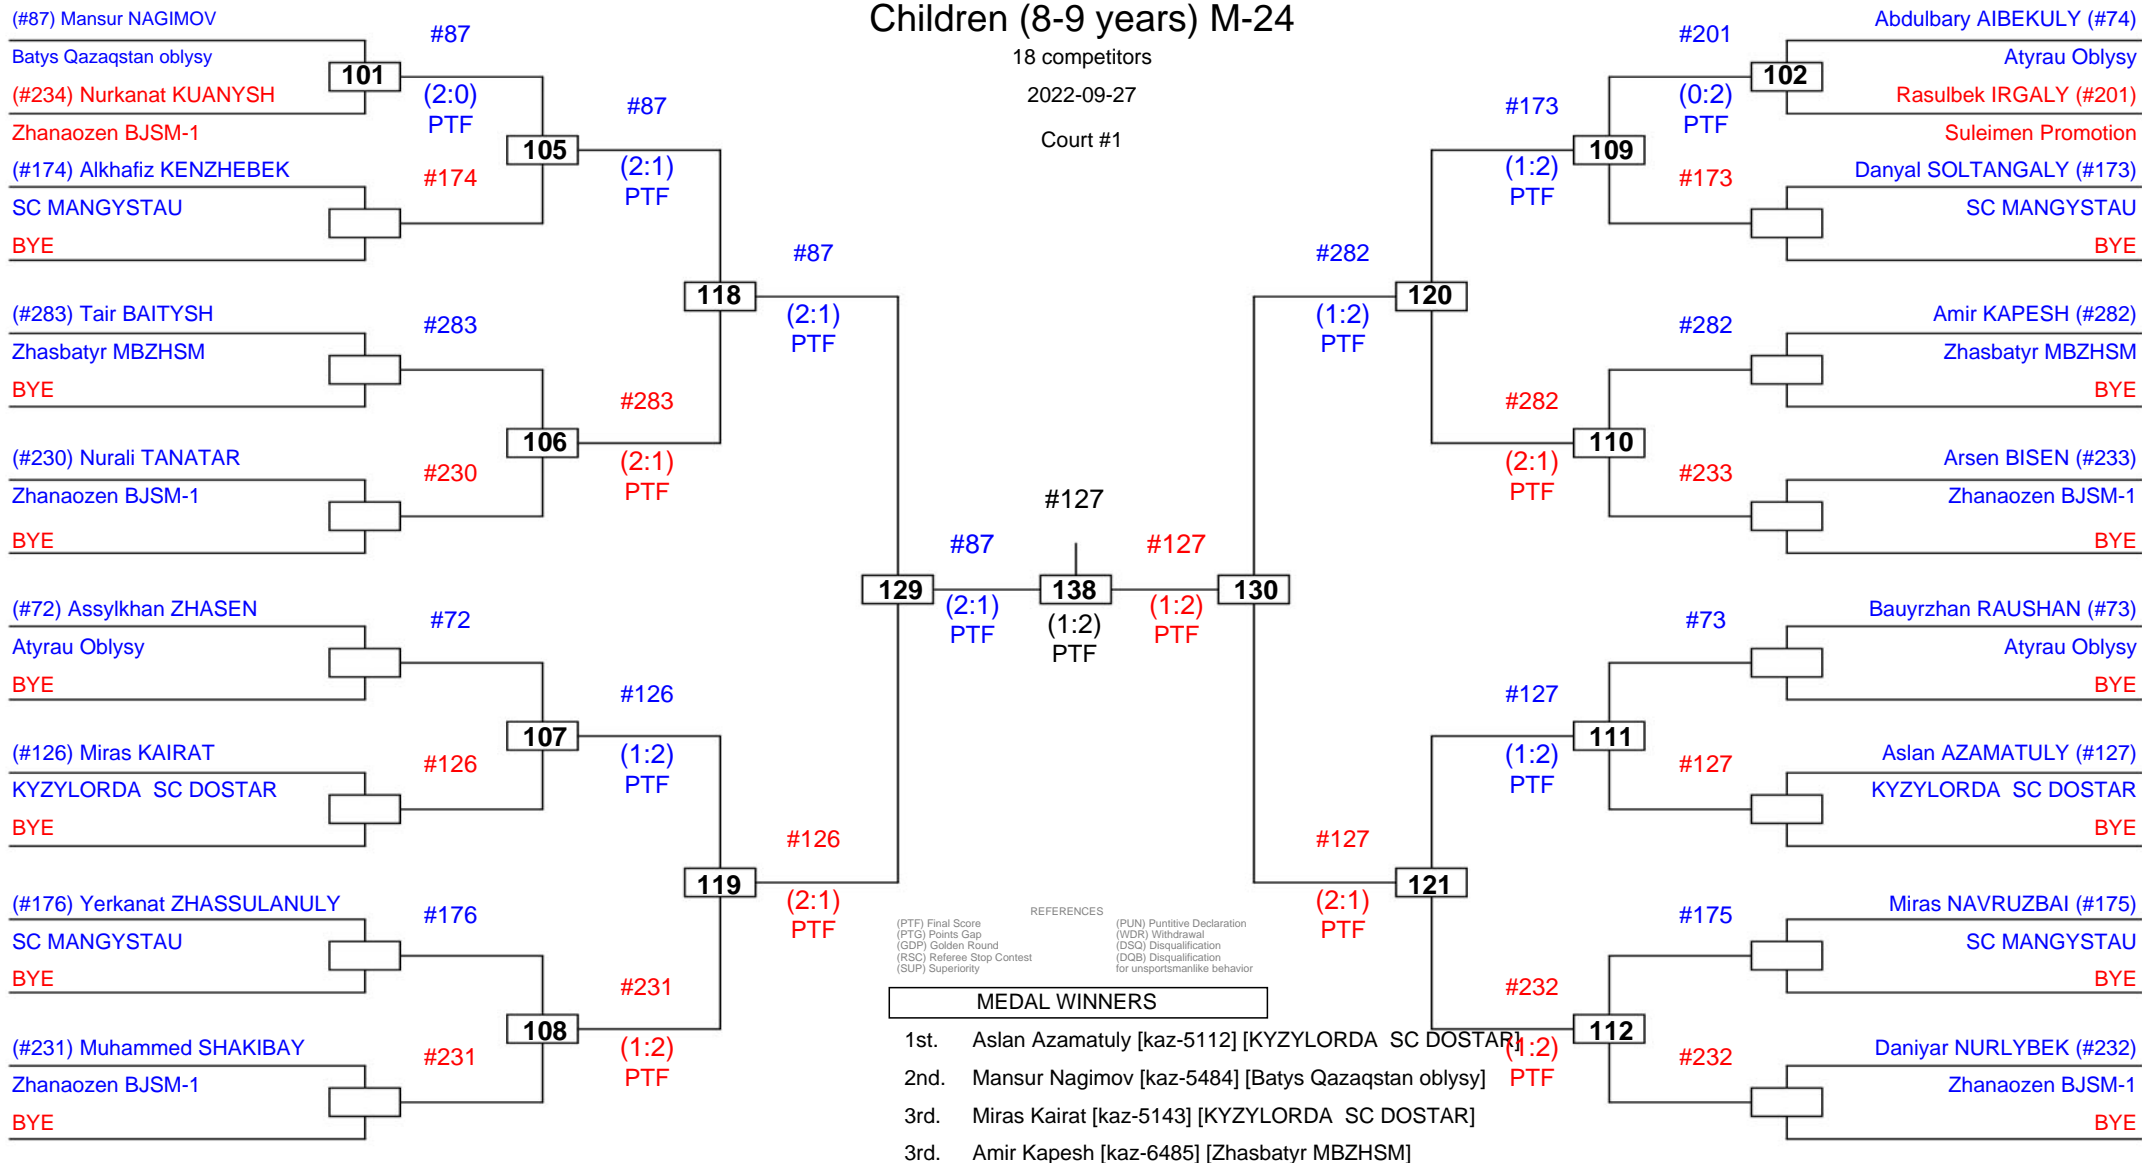 Children (8-9 years) M-24
18 competitors
2022-09-27
Court #1
(#87) Mansur NAGIMOV
Batys Qazaqstan oblysy
(#234) Nurkanat KUANYSH
Zhanaozen BJSM-1
(#174) Alkhafiz KENZHEBEK
SC MANGYSTAU
BYE
(#283) Tair BAITYSH
Zhasbatyr MBZHSM
BYE
(#230) Nurali TANATAR
Zhanaozen BJSM-1
BYE
(#72) Assylkhan ZHASEN
Atyrau Oblysy
BYE
(#126) Miras KAIRAT
KYZYLORDA  SC DOSTAR
BYE
(#176) Yerkanat ZHASSULANULY
SC MANGYSTAU
BYE
(#231) Muhammed SHAKIBAY
Zhanaozen BJSM-1
BYE
101
#87
(2:0)
PTF
#174
#283
#230
#72
#126
#176
#231
105
#87
(2:1)
PTF
106
#283
(2:1)
PTF
107
#126
(1:2)
PTF
108
#231
(1:2)
PTF
118
#87
(2:1)
PTF
119
#126
(2:1)
PTF
129
#87
(2:1)
PTF
#127
138
(1:2)
PTF
#127
(1:2)
PTF
130
#282
(1:2)
PTF
120
#127
(2:1)
PTF
121
#173
(1:2)
PTF
109
#282
(2:1)
PTF
110
#127
(1:2)
PTF
111
#232
(1:2)
PTF
112
#201
(0:2)
PTF
102
#173
#282
#233
#73
#127
#175
#232
Abdulbary AIBEKULY (#74)
Atyrau Oblysy
Rasulbek IRGALY (#201)
Suleimen Promotion
Danyal SOLTANGALY (#173)
SC MANGYSTAU
BYE
Amir KAPESH (#282)
Zhasbatyr MBZHSM
BYE
Arsen BISEN (#233)
Zhanaozen BJSM-1
BYE
Bauyrzhan RAUSHAN (#73)
Atyrau Oblysy
BYE
Aslan AZAMATULY (#127)
KYZYLORDA  SC DOSTAR
BYE
Miras NAVRUZBAI (#175)
SC MANGYSTAU
BYE
Daniyar NURLYBEK (#232)
Zhanaozen BJSM-1
BYE
REFERENCES
(PTF) Final Score
(PTG) Points Gap
(GDP) Golden Round
(RSC) Referee Stop Contest
(SUP) Superiority
(PUN) Puntitive Declaration
(WDR) Withdrawal
(DSQ) Disqualification
(DQB) Disqualification
for unsportsmanlike behavior
MEDAL WINNERS
1st. Aslan Azamatuly [kaz-5112] [KYZYLORDA  SC DOSTAR]
2nd. Mansur Nagimov [kaz-5484] [Batys Qazaqstan oblysy]
3rd. Miras Kairat [kaz-5143] [KYZYLORDA  SC DOSTAR]
3rd. Amir Kapesh [kaz-6485] [Zhasbatyr MBZHSM]